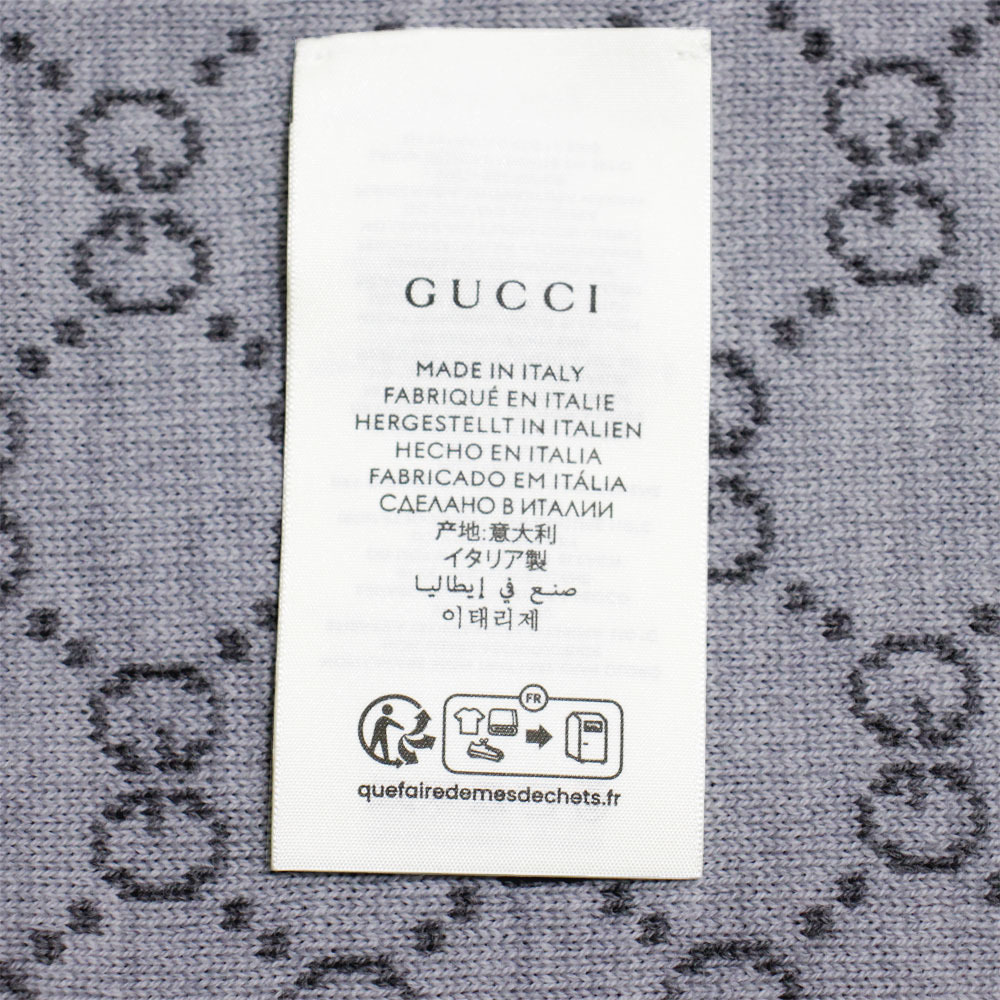 GUCCI
MADE IN ITALY
FABRIQUÉ EN ITALIE
HERGESTELLT IN ITALIEN
HECHO EN ITALIA
FABRICADO EM ITÁLIA
СДЕЛАНО В ИТАЛИИ
产地:意大利
イタリア製
صنع في إيطاليا
이태리제
FR
quefairedemesdechets.fr